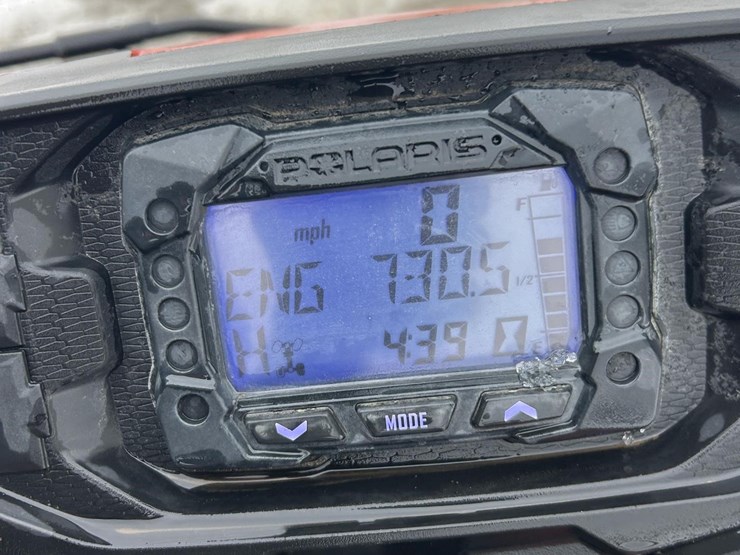 POLARIS
mph 0 F
ENG 730.5 1/2
H 4:39 0 E
MODE